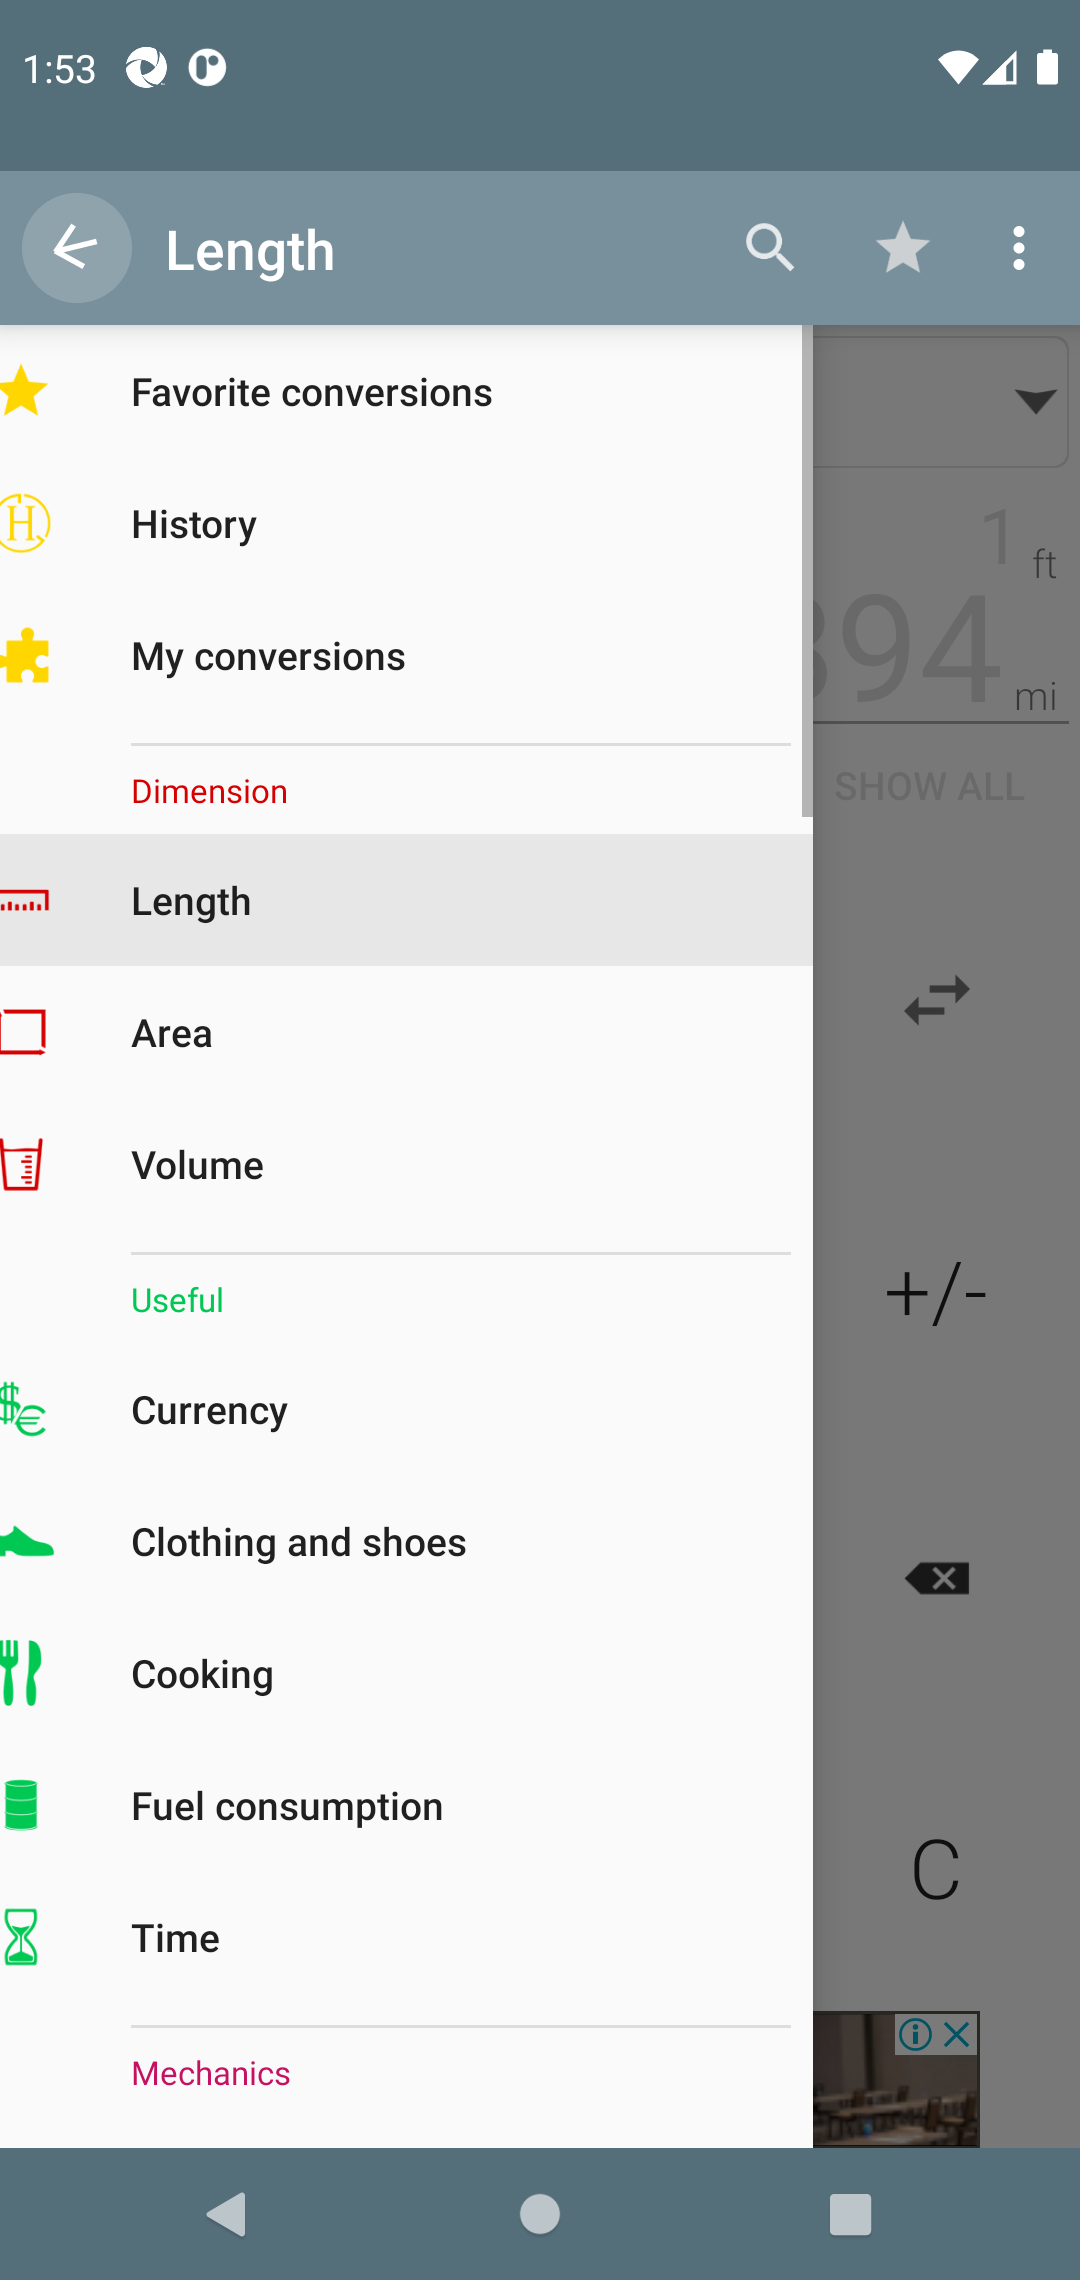 1:53
Length
Favorite conversions
History
My conversions
1 ft
894 mi
SHOW ALL
Dimension
Length
Area
Volume
+/-
Useful
Currency
Clothing and shoes
Cooking
Fuel consumption
C
Time
Mechanics